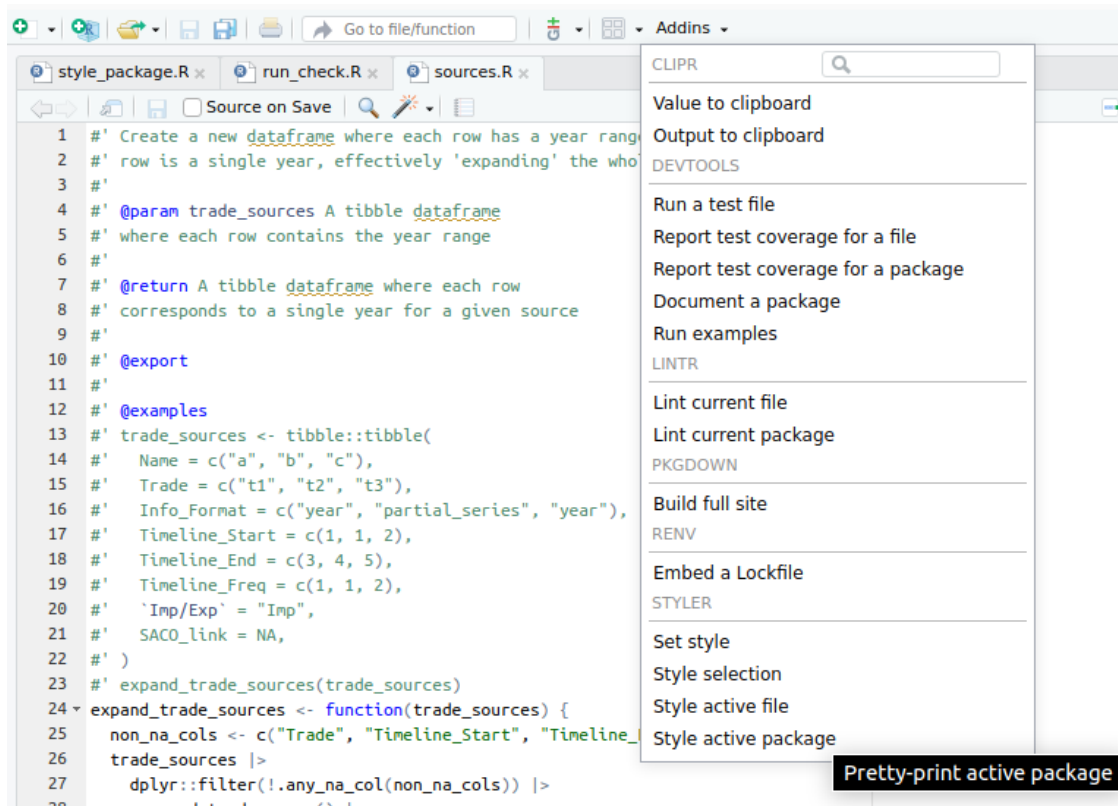 Go to file/function
Addins
style_package.R
run_check.R
sources.R
Source on Save
1 #' Create a new dataframe where each row has a year range
2 #' row is a single year, effectively 'expanding' the who
3 #'
4 #' @param trade_sources A tibble dataframe
5 #' where each row contains the year range
6 #'
7 #' @return A tibble dataframe where each row
8 #' corresponds to a single year for a given source
9 #'
10 #' @export
11 #'
12 #' @examples
13 #' trade_sources <- tibble::tibble(
14 #'   Name = c("a", "b", "c"),
15 #'   Trade = c("t1", "t2", "t3"),
16 #'   Info_Format = c("year", "partial_series", "year"),
17 #'   Timeline_Start = c(1, 1, 2),
18 #'   Timeline_End = c(3, 4, 5),
19 #'   Timeline_Freq = c(1, 1, 2),
20 #'   `Imp/Exp` = "Imp",
21 #'   SACO_link = NA,
22 #' )
23 #' expand_trade_sources(trade_sources)
24 expand_trade_sources <- function(trade_sources) {
25   non_na_cols <- c("Trade", "Timeline_Start", "Timeline_
26   trade_sources |>
27     dplyr::filter(!.any_na_col(non_na_cols)) |>
CLIPR
Value to clipboard
Output to clipboard
DEVTOOLS
Run a test file
Report test coverage for a file
Report test coverage for a package
Document a package
Run examples
LINTR
Lint current file
Lint current package
PKGDOWN
Build full site
RENV
Embed a Lockfile
STYLER
Set style
Style selection
Style active file
Style active package
Pretty-print active package